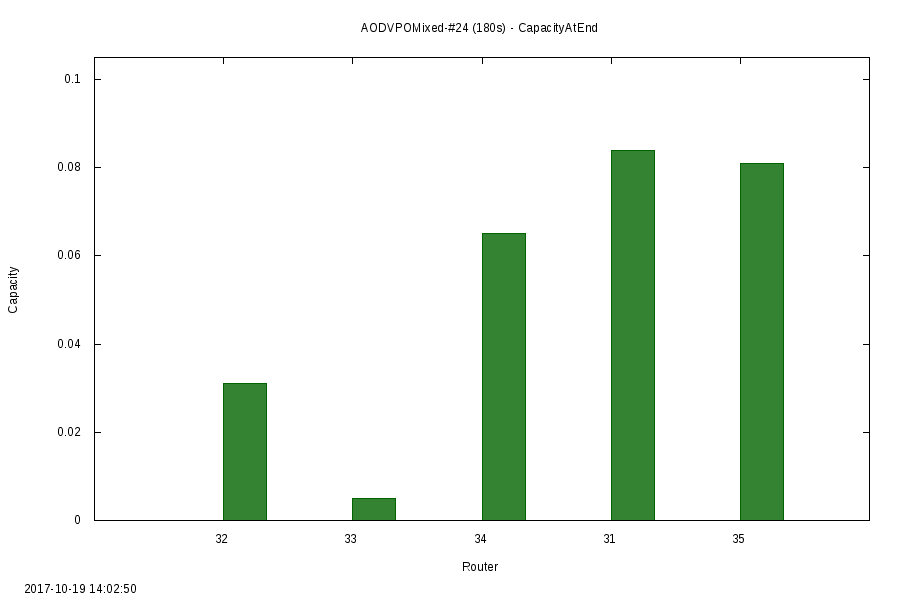 AODVPOMixed-#24 (180s) - CapacityAtEnd
0.1
0.08
0.06
0.04
0.02
0
Capacity
32 33 34 31 35
Router
2017-10-19 14:02:50